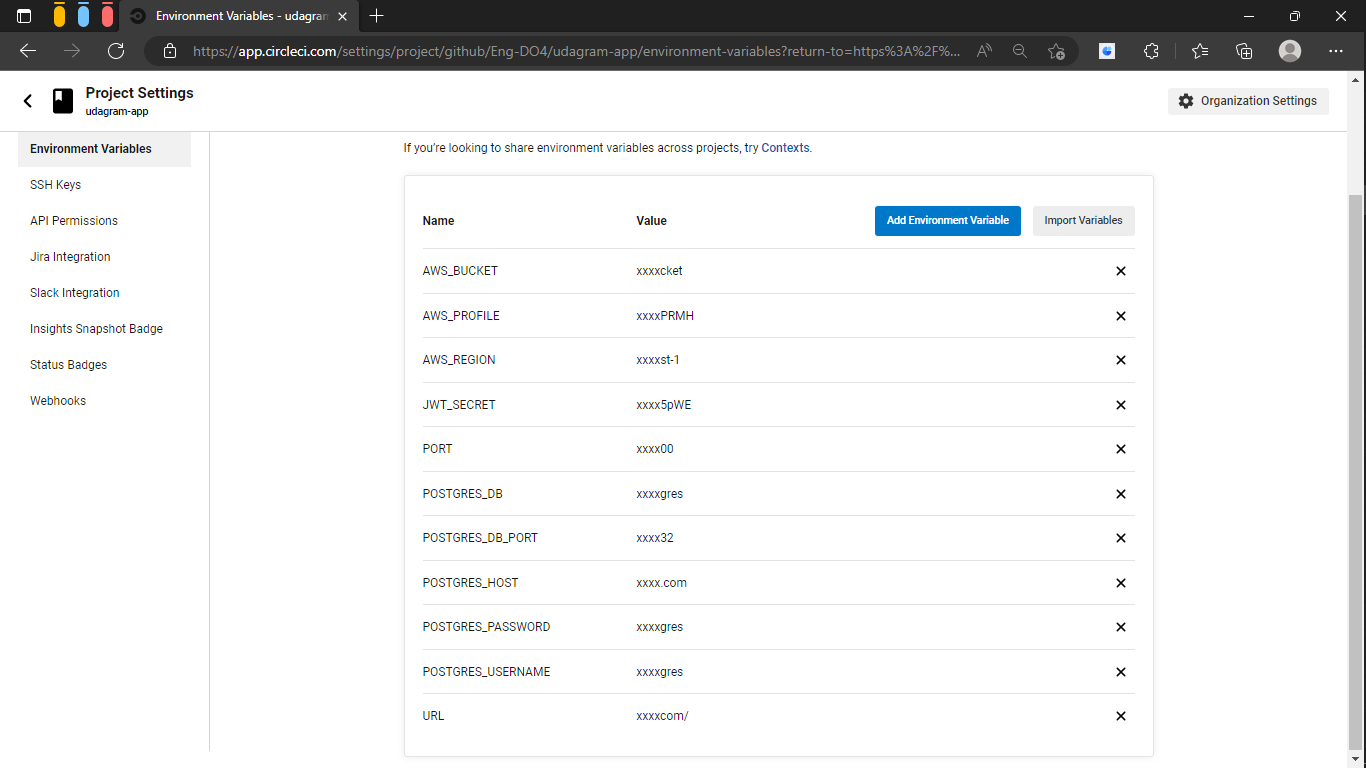 Environment Variables - udagram
https://app.circleci.com/settings/project/github/Eng-DO4/udagram-app/environment-variables?return-to=https%3A%2F%...
Project Settings
udagram-app
Organization Settings
Environment Variables
SSH Keys
API Permissions
Jira Integration
Slack Integration
Insights Snapshot Badge
Status Badges
Webhooks
If you're looking to share environment variables across projects, try Contexts.
Name Value Add Environment Variable Import Variables
AWS_BUCKET xxxxcket
AWS_PROFILE xxxxPRMH
AWS_REGION xxxxst-1
JWT_SECRET xxxx5pWE
PORT xxxx00
POSTGRES_DB xxxxgres
POSTGRES_DB_PORT xxxx32
POSTGRES_HOST xxxx.com
POSTGRES_PASSWORD xxxxgres
POSTGRES_USERNAME xxxxgres
URL xxxxcom/